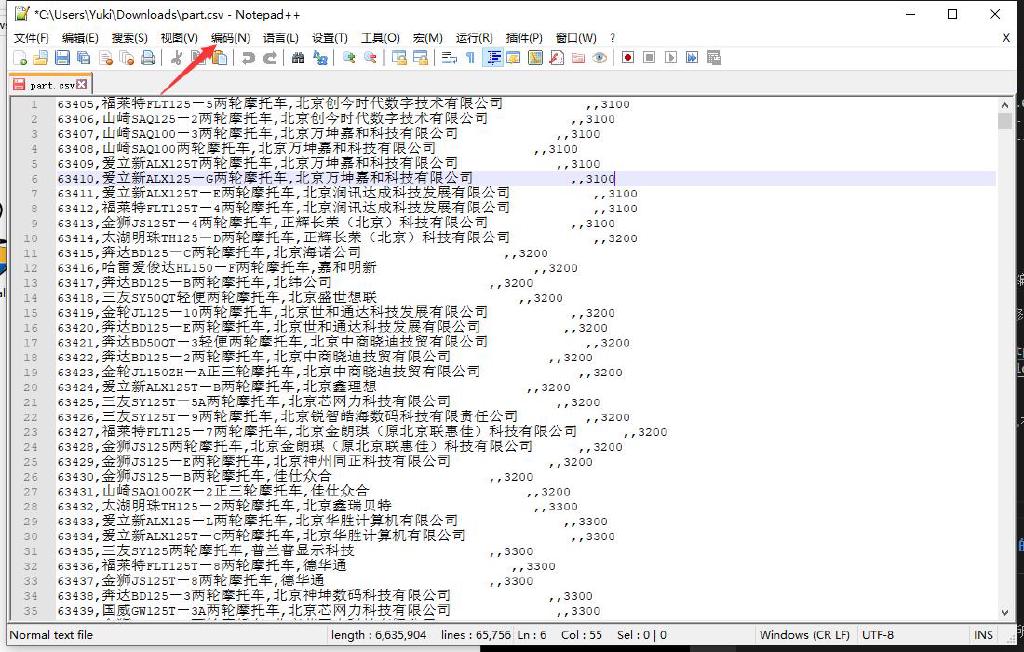 *C:\Users\Yuki\Downloads\part.csv - Notepad++
文件(F) 编辑(E) 搜索(S) 视图(V) 编码(N) 语言(L) 设置(T) 工具(O) 宏(M) 运行(R) 插件(P) 窗口(W) ? X
part.csv
1 63405,福莱特FLT125-5两轮摩托车,北京创今时代数字技术有限公司 ,,3100
2 63406,山崎SAQ125-2两轮摩托车,北京创今时代数字技术有限公司 ,,3100
3 63407,山崎SAQ100-3两轮摩托车,北京万坤嘉和科技有限公司 ,,3100
4 63408,山崎SAQ100两轮摩托车,北京万坤嘉和科技有限公司 ,,3100
5 63409,爱立新ALX125T两轮摩托车,北京万坤嘉和科技有限公司 ,,3100
6 63410,爱立新ALX125-G两轮摩托车,北京万坤嘉和科技有限公司 ,,3100
7 63411,爱立新ALX125T-E两轮摩托车,北京润讯达成科技发展有限公司 ,,3100
8 63412,福莱特FLT125T-4两轮摩托车,北京润讯达成科技发展有限公司 ,,3100
9 63413,金狮JS125T-4两轮摩托车,正辉长荣（北京）科技有限公司 ,,3100
10 63414,太湖明珠TH125-D两轮摩托车,正辉长荣（北京）科技有限公司 ,,3200
11 63415,奔达BD125-C两轮摩托车,北京海诺公司 ,,3200
12 63416,哈雷爱俊达HL150-F两轮摩托车,嘉和明新 ,,3200
13 63417,奔达BD125-B两轮摩托车,北纬公司 ,,3200
14 63418,三友SY50QT轻便两轮摩托车,北京盛世想联 ,,3200
15 63419,金轮JL125-10两轮摩托车,北京世和通达科技发展有限公司 ,,3200
16 63420,奔达BD125-E两轮摩托车,北京世和通达科技发展有限公司 ,,3200
17 63421,奔达BD50QT-3轻便两轮摩托车,北京中商晓迪技贸有限公司 ,,3200
18 63422,奔达BD125-2两轮摩托车,北京中商晓迪技贸有限公司 ,,3200
19 63423,金轮JL150ZH-A正三轮摩托车,北京中商晓迪技贸有限公司 ,,3200
20 63424,爱立新ALX125T-B两轮摩托车,北京鑫理想 ,,3200
21 63425,三友SY125T-5A两轮摩托车,北京芯网力科技有限公司 ,,3200
22 63426,三友SY125T-9两轮摩托车,北京锐智皓海数码科技有限责任公司 ,,3200
23 63427,福莱特FLT125-7两轮摩托车,北京金朗琪（原北京联惠佳）科技有限公司 ,,3200
24 63428,金狮JS125两轮摩托车,北京金朗琪（原北京联惠佳）科技有限公司 ,,3200
25 63429,金狮JS125-E两轮摩托车,北京神州同正科技有限公司 ,,3200
26 63430,金狮JS125-B两轮摩托车,佳仕众合 ,,3200
27 63431,山崎SAQ100ZK-2正三轮摩托车,佳仕众合 ,,3200
28 63432,太湖明珠TH125-2两轮摩托车,北京鑫瑞贝特 ,,3300
29 63433,爱立新ALX125-L两轮摩托车,北京华胜计算机有限公司 ,,3300
30 63434,爱立新ALX125T-C两轮摩托车,北京华胜计算机有限公司 ,,3300
31 63435,三友SY125两轮摩托车,普兰普显示科技 ,,3300
32 63436,福莱特FLT125T-8两轮摩托车,德华通 ,,3300
33 63437,金狮JS125T-8两轮摩托车,德华通 ,,3300
34 63438,奔达BD125-3两轮摩托车,北京神坤数码科技有限公司 ,,3300
35 63439,国威GW125T-3A两轮摩托车,北京芯网力科技有限公司 ,,3300
Normal text file length : 6,635,904 lines : 65,756 Ln : 6 Col : 55 Sel : 0 | 0 Windows (CR LF) UTF-8 INS